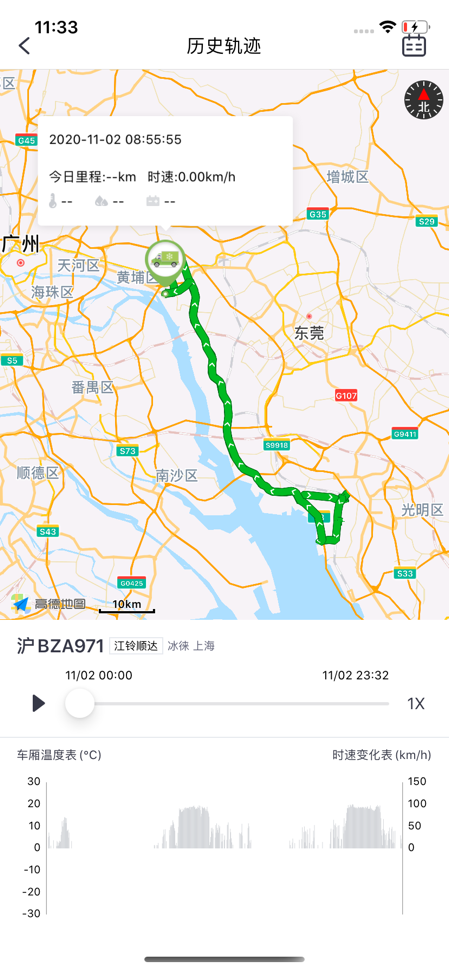 11:33
历史轨迹
区
G45
北
2020-11-02 08:55:55
今日里程:--km 时速:0.00km/h
-- -- --
增城区
G35
S29
广州
天河区
黄埔区
海珠区
东莞
S5
番禺区
G107
G9411
S9918
S73
顺德区
南沙区
光明区
S43
S33
G0425
高德地图
10km
沪BZA971 江铃顺达 冰徕 上海
11/02 00:00 11/02 23:32
1X
车厢温度表(°C) 时速变化表(km/h)
30 150
20 100
10 50
0 0
-10
-20
-30